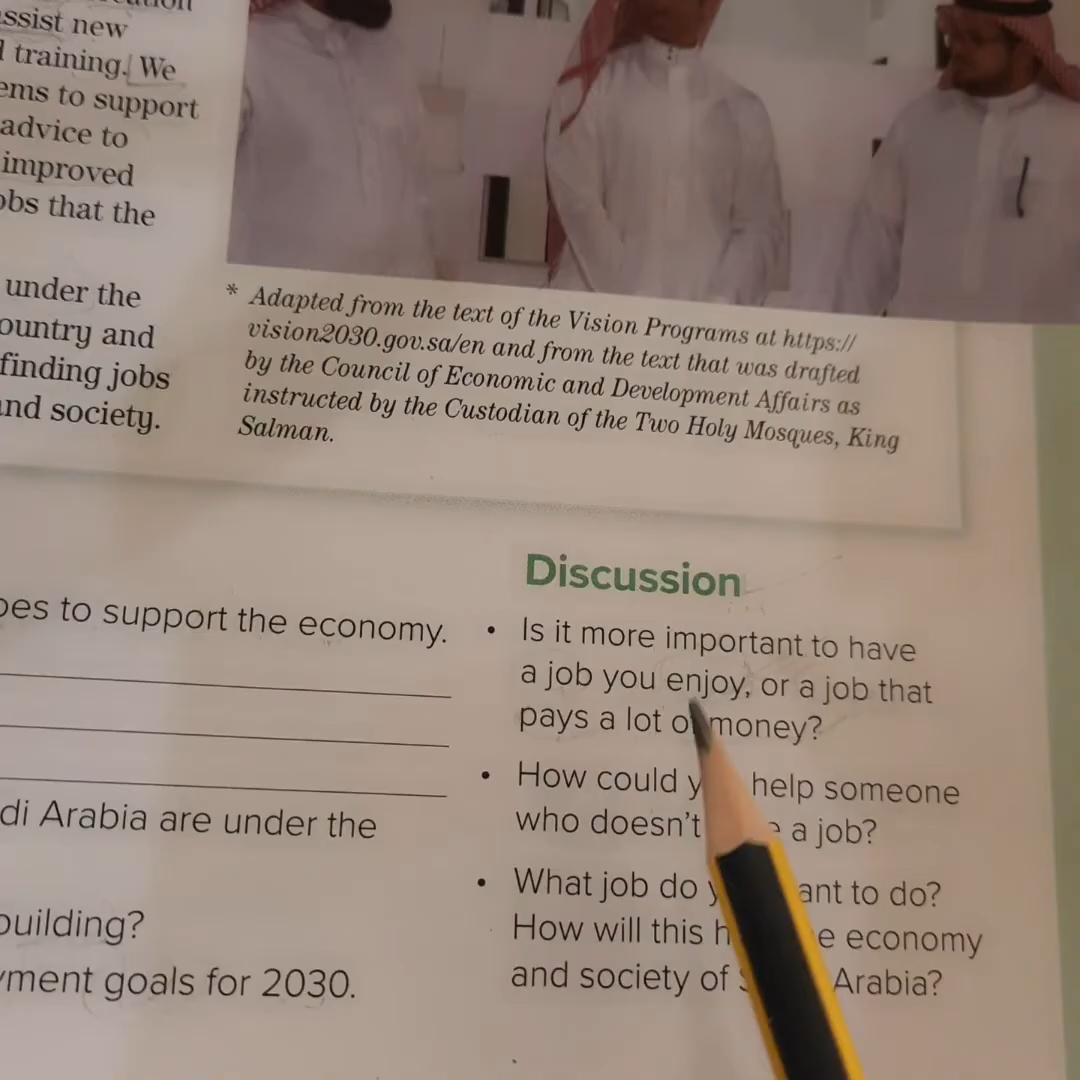 assist new
training. We
ems to support
advice to
improved
obs that the
under the
ountry and
finding jobs
and society.
* Adapted from the text of the Vision Programs at https://
vision2030.gov.sa/en and from the text that was drafted
by the Council of Economic and Development Affairs as
instructed by the Custodian of the Two Holy Mosques, King
Salman.
oes to support the economy.
di Arabia are under the
building?
yment goals for 2030.
Discussion
• Is it more important to have
a job you enjoy, or a job that
pays a lot of money?
• How could y help someone
who doesn't a job?
• What job do y ant to do?
How will this h e economy
and society of Arabia?